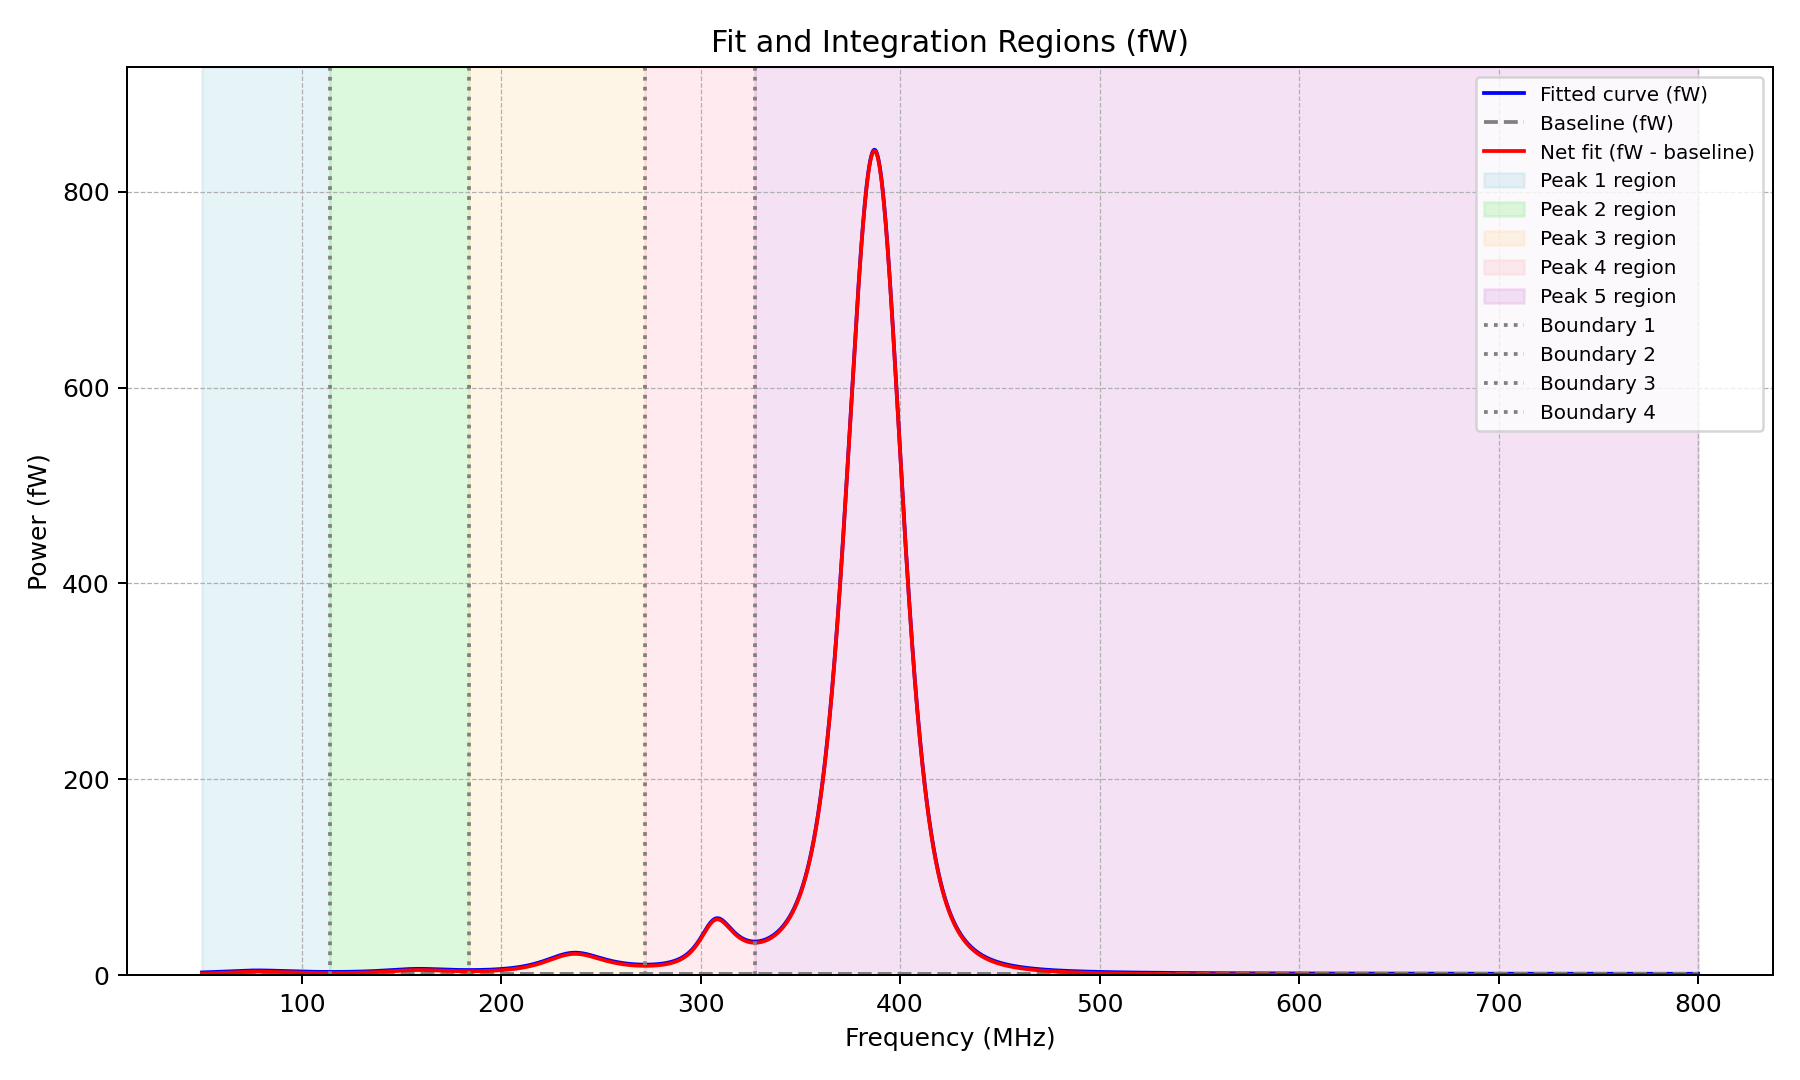 Fit and Integration Regions (fW)
Power (fW)
800
600
400
200
0
100
200
300
400
500
600
700
800
Frequency (MHz)
Fitted curve (fW)
Baseline (fW)
Net fit (fW - baseline)
Peak 1 region
Peak 2 region
Peak 3 region
Peak 4 region
Peak 5 region
Boundary 1
Boundary 2
Boundary 3
Boundary 4